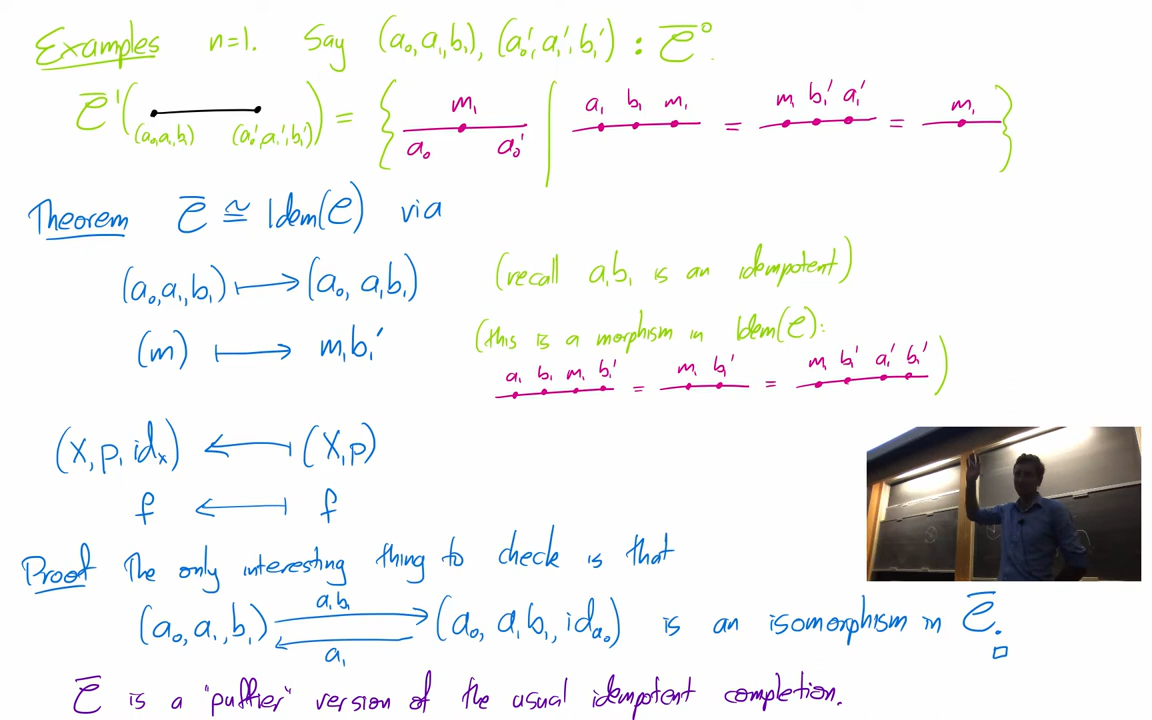 Examples n=1. Say (a₀,a₁,b₁), (a₀',a₁',b₁') : C̄⁰.
C̄¹( (a₀,a₁,b₁) (a₀',a₁',b₁') ) = { m₁ a₀ a₀' | a₁ b₁ m₁ = m₁ b₁' a₁' = m₁ }
Theorem C̄ ≅ Idem(C) via
(a₀,a₁,b₁) ↦ (a₀, a₁b₁) (recall a₁b₁ is an idempotent)
(m) ↦ m₁b₁' (this is a morphism in Idem(C):
a₁ b₁ m₁ b₁' = m₁ b₁' = m₁ b₁' a₁' b₁' )
(X,p,id_X) ↤ (X,p)
f ↤ f
Proof The only interesting thing to check is that
(a₀,a₁,b₁) a₁b₁ ⇄ a₁ (a₀, a₁b₁, id_a₀) is an isomorphism in C̄. □
C̄ is a "puffier" version of the usual idempotent completion.